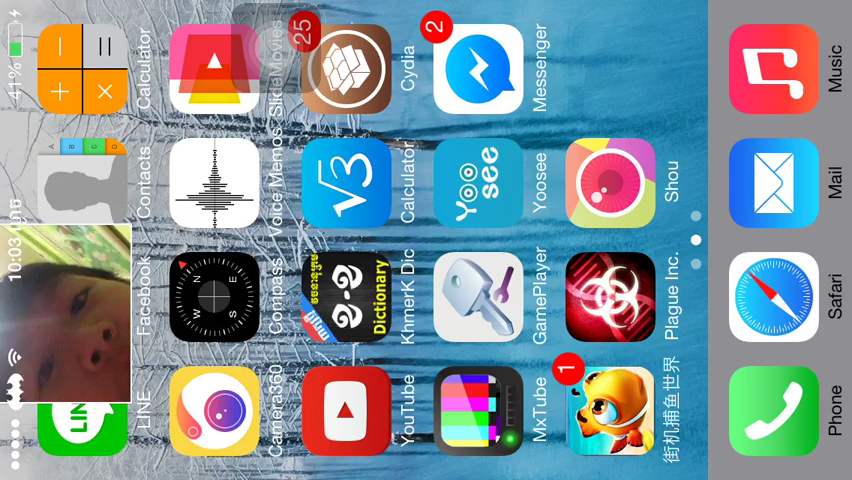 10:03 41%
LINE Facebook Contacts Calculator
N
W E
S
Camera360 Compass Voice Memos SlideMovies
25
Dictionary √3
YouTube KhmerK Dic Calculator Cydia
2
Yoo
see
MxTube GamePlayer Yoosee Messenger
1
街机捕鱼世界 Plague Inc. Shou
Phone Safari Mail Music